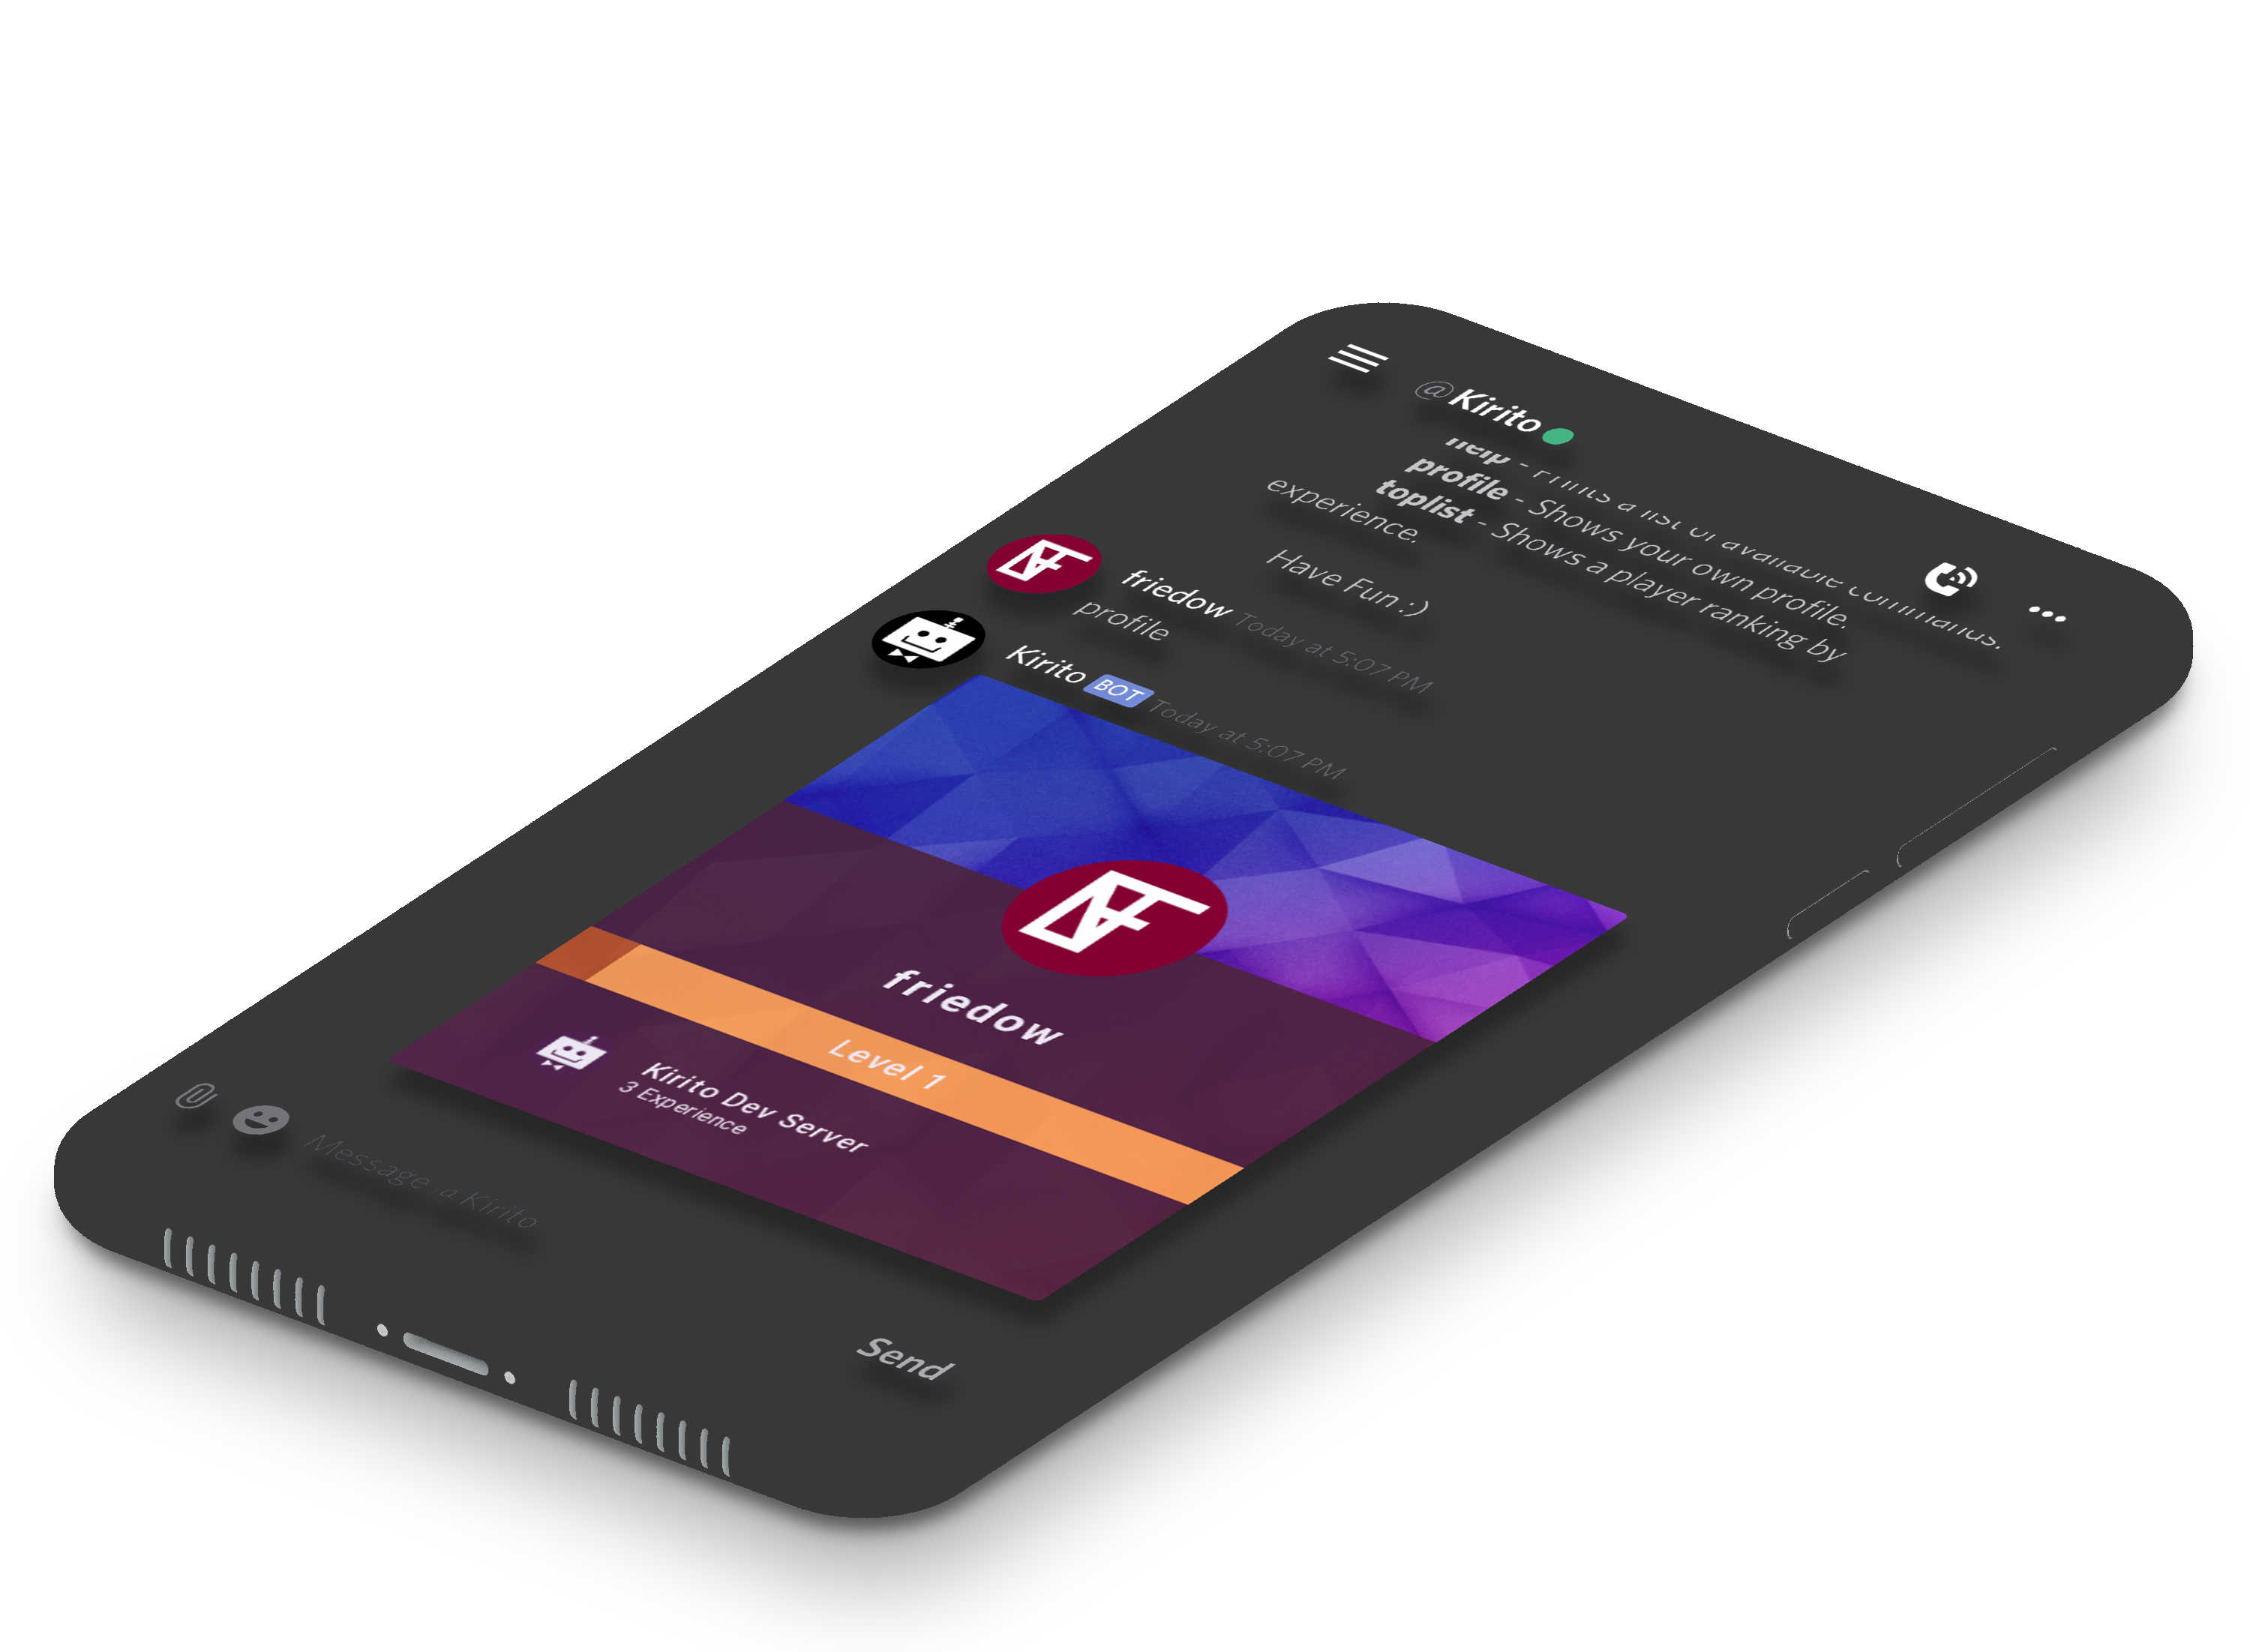 @Kirito
help - Prints a list of available commands.
profile - Shows your own profile.
toplist - Shows a player ranking by
experience.
Have Fun :)
friedow Today at 5:07 PM
profile
Kirito BOT Today at 5:07 PM
friedow
Level 1
Kirito Dev Server
3 Experience
Message a Kirito
Send